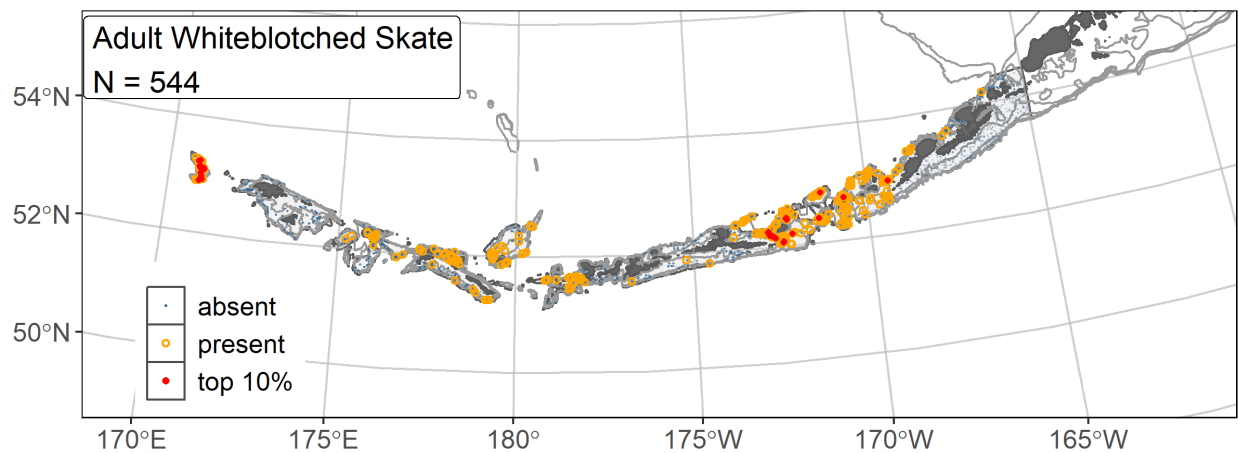 Adult Whiteblotched Skate
N = 544
54°N
52°N
50°N
absent
present
top 10%
170°E
175°E
180°
175°W
170°W
165°W